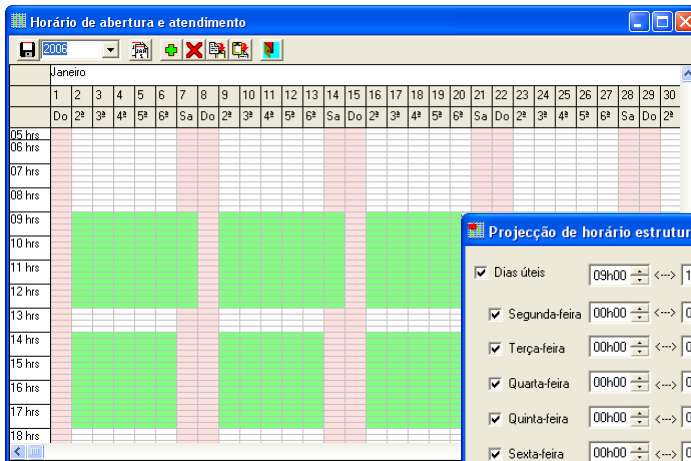 Horário de abertura e atendimento
2006
Janeiro
1 2 3 4 5 6 7 8 9 10 11 12 13 14 15 16 17 18 19 20 21 22 23 24 25 26 27 28 29 30
Do 2ª 3ª 4ª 5ª 6ª Sa Do 2ª 3ª 4ª 5ª 6ª Sa Do 2ª 3ª 4ª 5ª 6ª Sa Do 2ª 3ª 4ª 5ª 6ª Sa Do 2ª
05 hrs
06 hrs
07 hrs
08 hrs
09 hrs
10 hrs
11 hrs
12 hrs
13 hrs
14 hrs
15 hrs
16 hrs
17 hrs
18 hrs
Projecção de horário estrutur
Dias úteis 09h00 <---> 1
Segunda-feira 00h00 <---> 0
Terça-feira 00h00 <---> 0
Quarta-feira 00h00 <---> 0
Quinta-feira 00h00 <---> 0
Sexta-feira 00h00 <---> 0